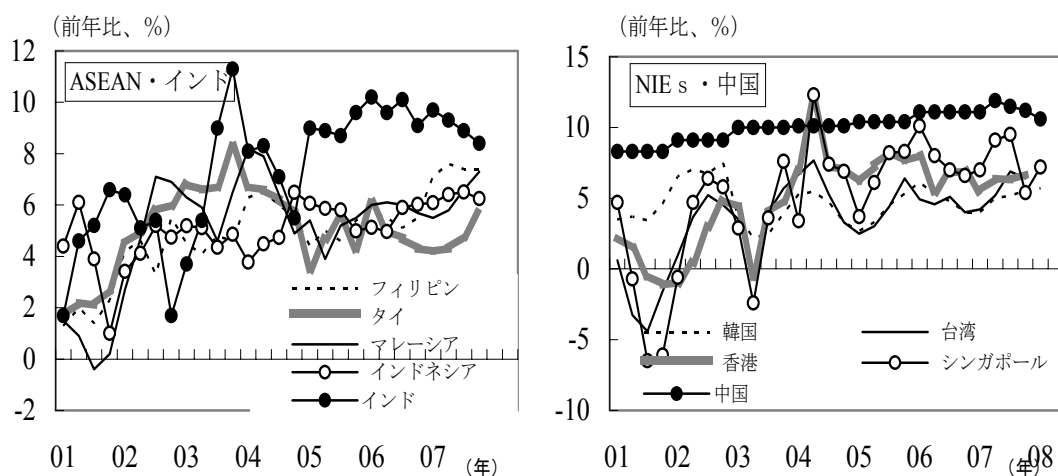 (前年比、%)
12
10
8
6
4
2
0
-2
ASEAN・インド
フィリピン
タイ
マレーシア
インドネシア
インド
01 02 03 04 05 06 07 (年)
(前年比、%)
15
10
5
0
-5
-10
NIEs・中国
韓国
台湾
香港
シンガポール
中国
01 02 03 04 05 06 07 (年) 08